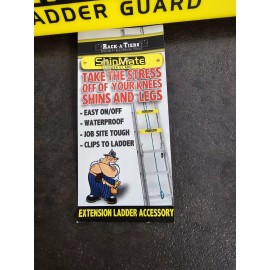 LADDER GUARD
RACK-A-TIERS
ShinMate
TAKE THE STRESS
OFF OF YOUR KNEES
SHINS AND LEGS
- EASY ON/OFF
- WATERPROOF
- JOB SITE TOUGH
- CLIPS TO LADDER
EXTENSION LADDER ACCESSORY